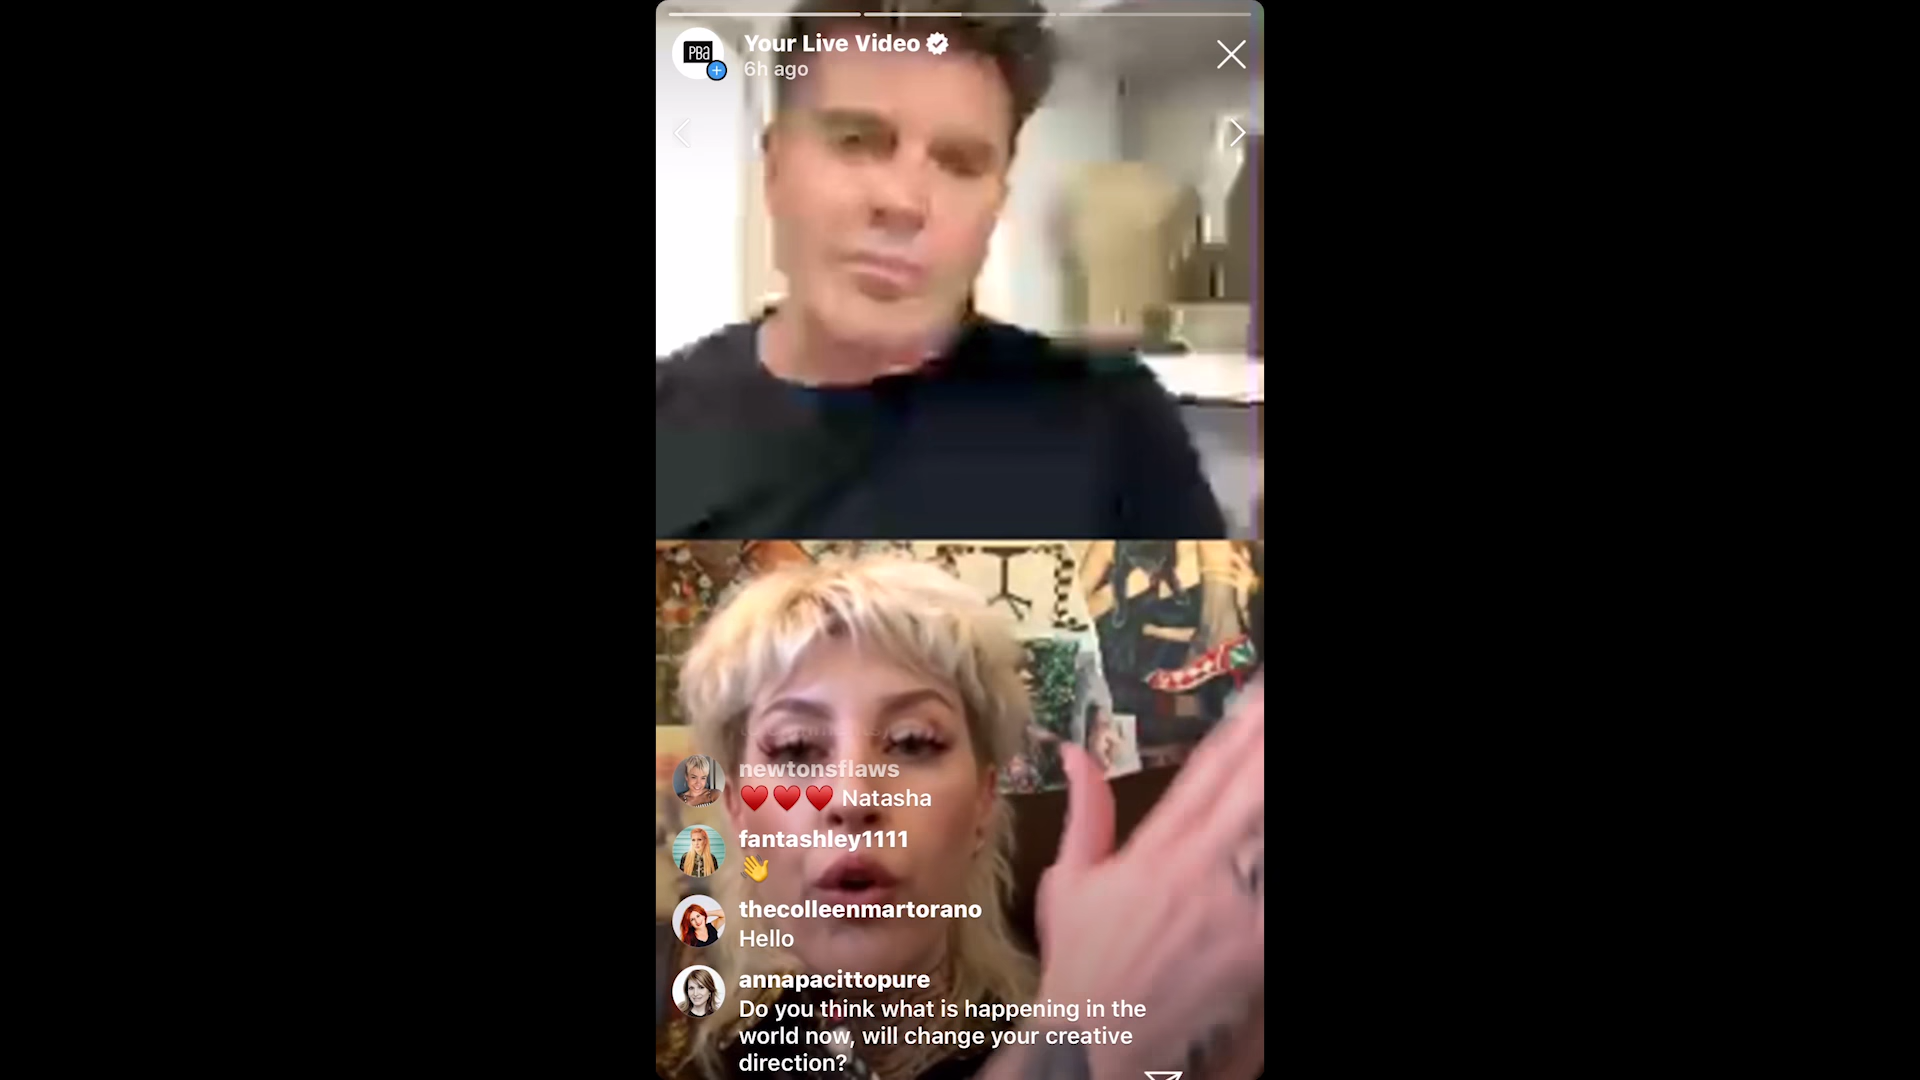 PBa
Your Live Video
6h ago
newtonsflaws
❤️❤️❤️ Natasha
fantashley1111
👋
thecolleenmartorano
Hello
annapacittopure
Do you think what is happening in the
world now, will change your creative
direction?